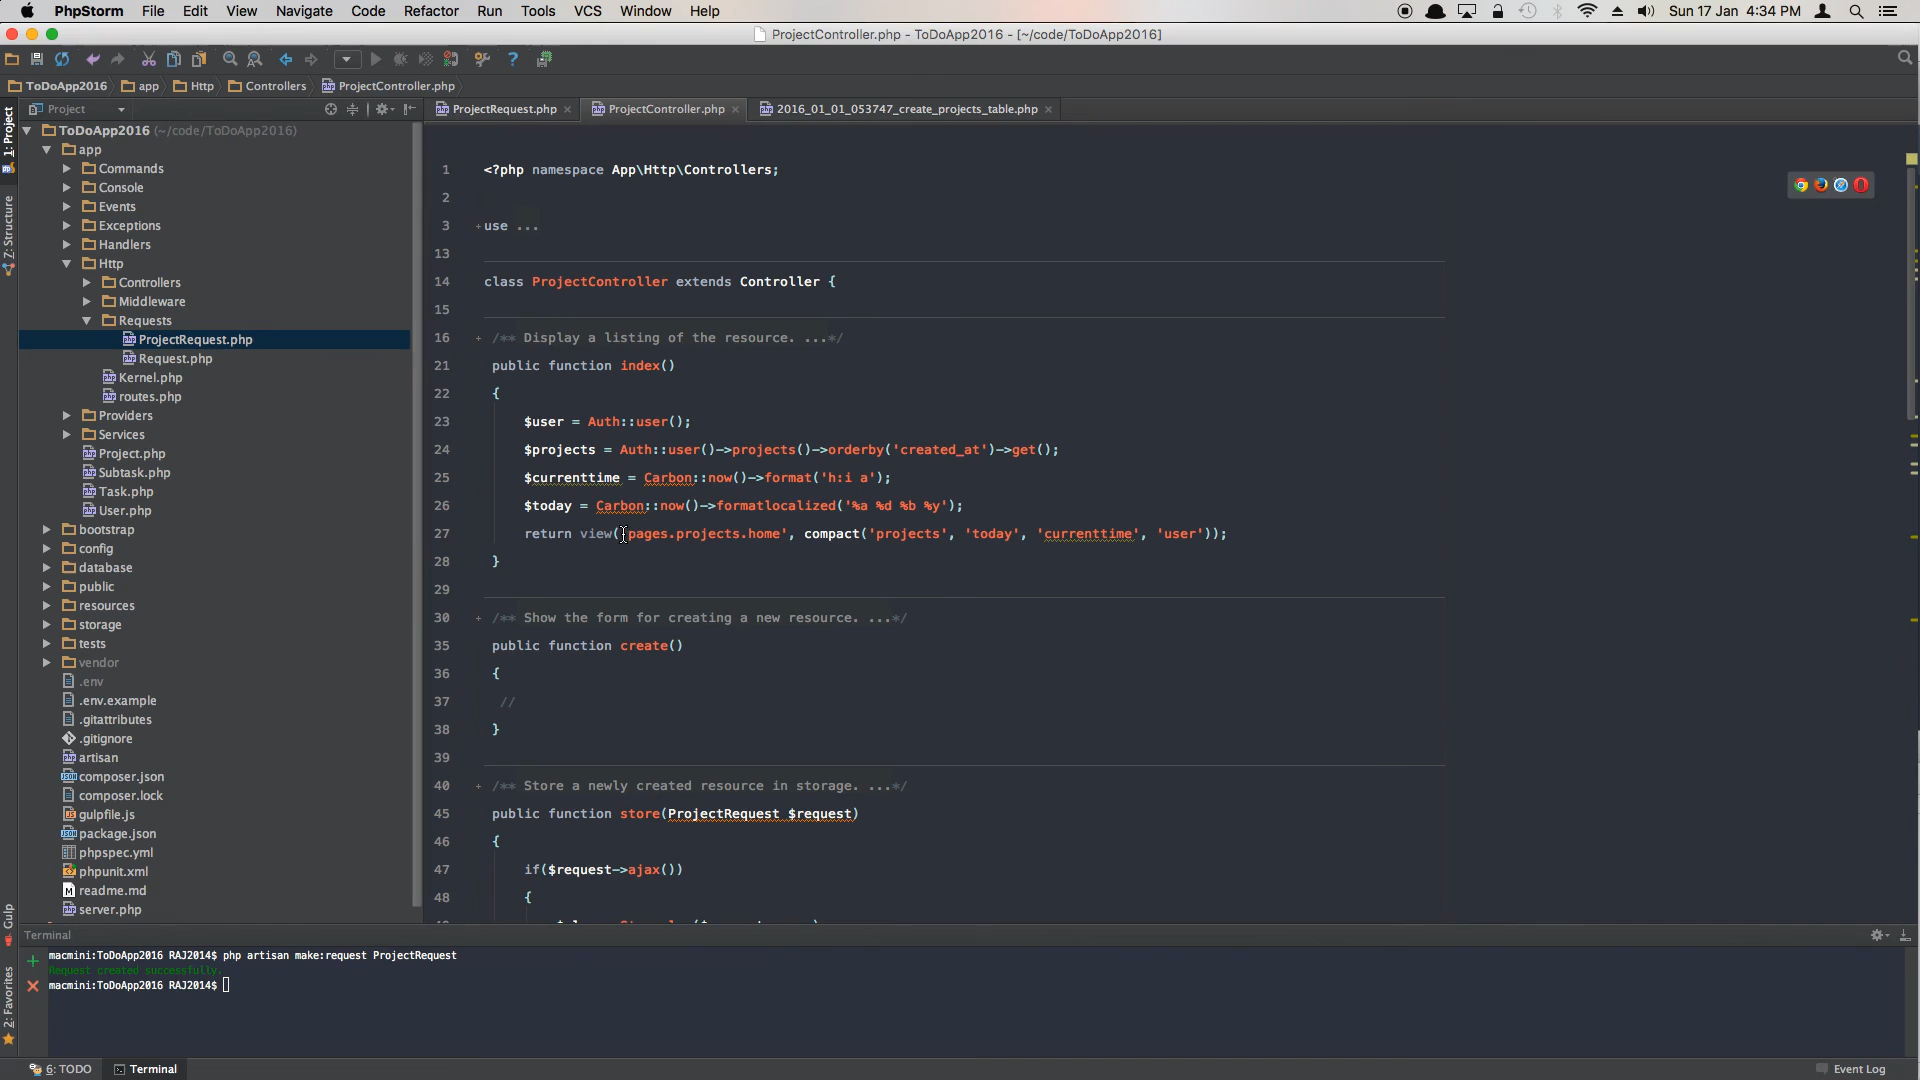 PhpStorm File Edit View Navigate Code Refactor Run Tools VCS Window Help Sun 17 Jan 4:34 PM
ProjectController.php - ToDoApp2016 - [~/code/ToDoApp2016]
ToDoApp2016 app Http Controllers ProjectController.php
Project
ProjectRequest.php ProjectController.php 2016_01_01_053747_create_projects_table.php
1: Project
Z: Structure
Gulp
2: Favorites
ToDoApp2016 (~/code/ToDoApp2016)
app
Commands
Console
Events
Exceptions
Handlers
Http
Controllers
Middleware
Requests
ProjectRequest.php
Request.php
Kernel.php
routes.php
Providers
Services
Project.php
Subtask.php
Task.php
User.php
bootstrap
config
database
public
resources
storage
tests
vendor
.env
.env.example
.gitattributes
.gitignore
artisan
composer.json
composer.lock
gulpfile.js
package.json
phpspec.yml
phpunit.xml
readme.md
server.php
1 <?php namespace App\Http\Controllers;
2
3 use ...
13
14 class ProjectController extends Controller {
15
16 /** Display a listing of the resource. ...*/
21 public function index()
22 {
23 $user = Auth::user();
24 $projects = Auth::user()->projects()->orderby('created_at')->get();
25 $currenttime = Carbon::now()->format('h:i a');
26 $today = Carbon::now()->formatlocalized('%a %d %b %y');
27 return view('pages.projects.home', compact('projects', 'today', 'currenttime', 'user'));
28 }
29
30 /** Show the form for creating a new resource. ...*/
35 public function create()
36 {
37 //
38 }
39
40 /** Store a newly created resource in storage. ...*/
45 public function store(ProjectRequest $request)
46 {
47 if($request->ajax())
48 {
Terminal
macmini:ToDoApp2016 RAJ2014$ php artisan make:request ProjectRequest
Request created successfully.
macmini:ToDoApp2016 RAJ2014$
6: TODO Terminal Event Log